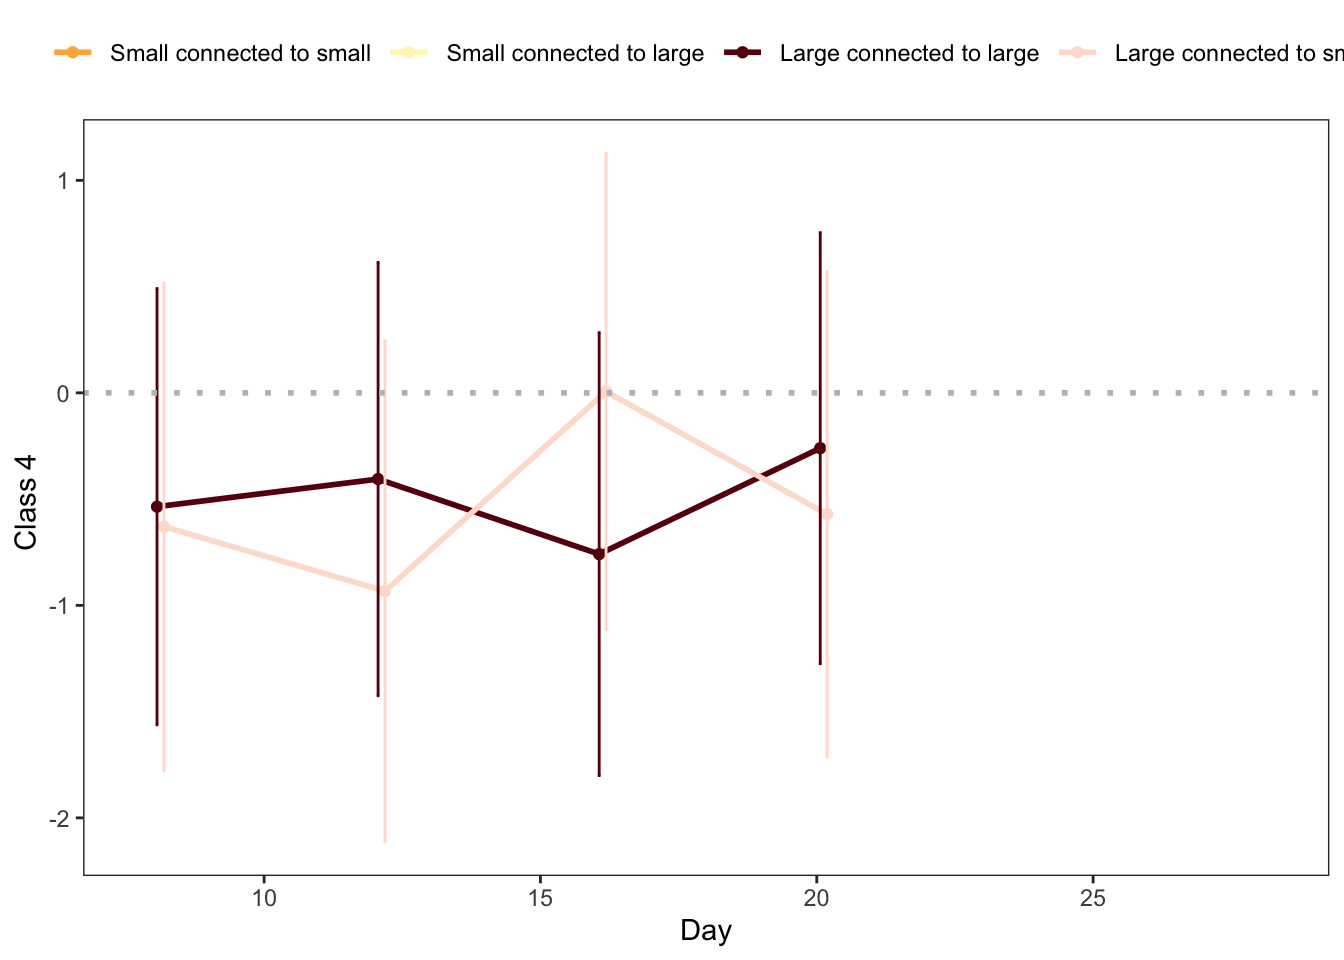 Small connected to small Small connected to large Large connected to large Large connected to sm
1
0
-1
-2
Class 4
10 15 20 25
Day